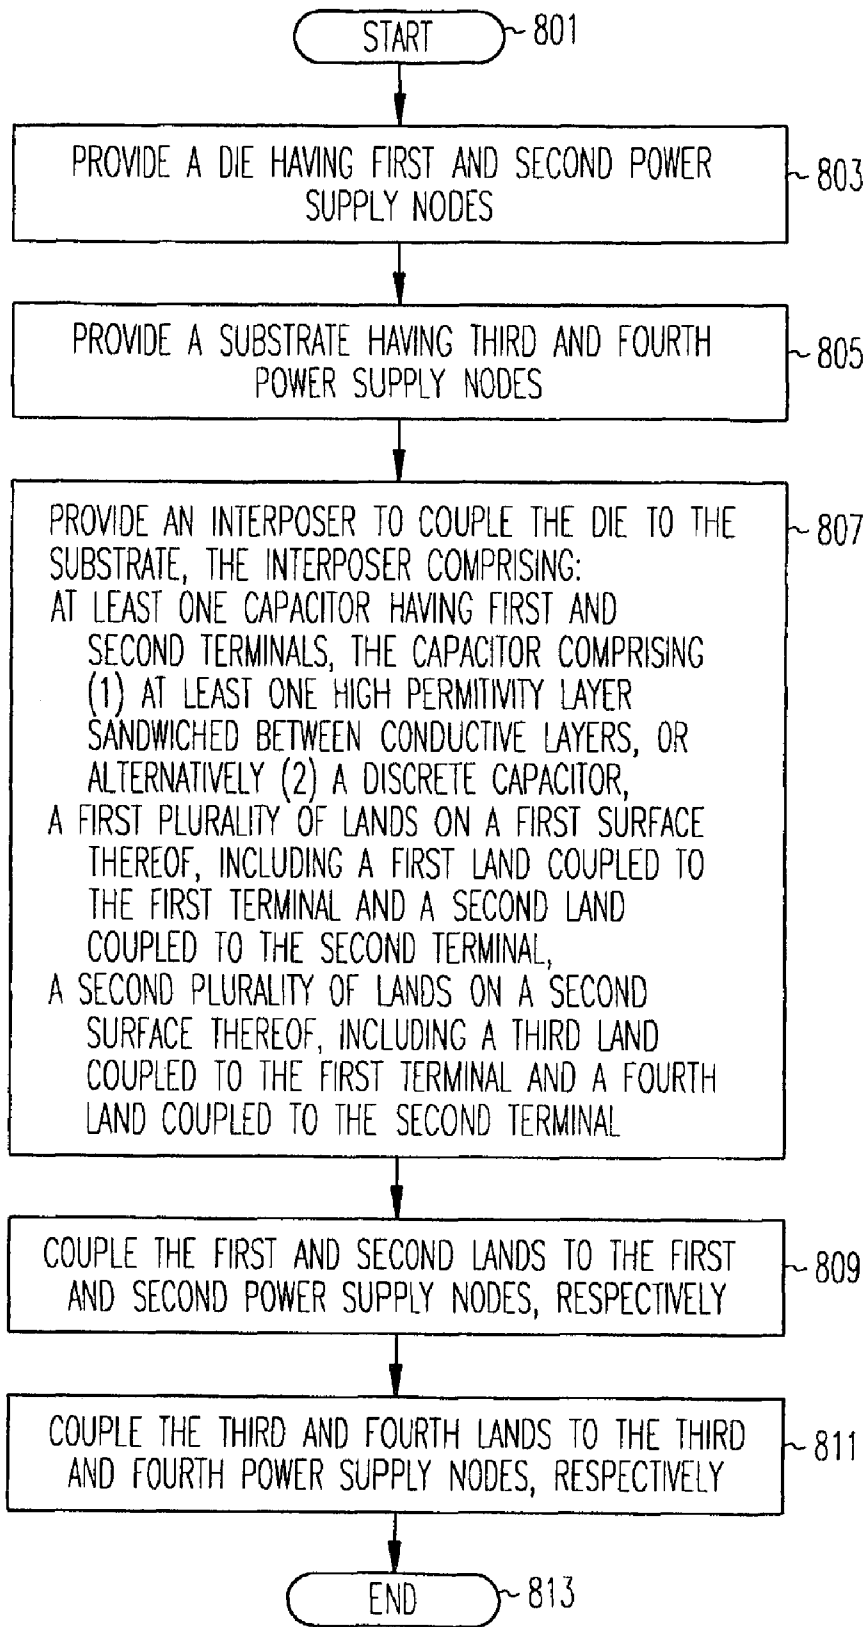 START
801
PROVIDE A DIE HAVING FIRST AND SECOND POWER
SUPPLY NODES
803
PROVIDE A SUBSTRATE HAVING THIRD AND FOURTH
POWER SUPPLY NODES
805
PROVIDE AN INTERPOSER TO COUPLE THE DIE TO THE
SUBSTRATE, THE INTERPOSER COMPRISING:
AT LEAST ONE CAPACITOR HAVING FIRST AND
SECOND TERMINALS, THE CAPACITOR COMPRISING
(1) AT LEAST ONE HIGH PERMITIVITY LAYER
SANDWICHED BETWEEN CONDUCTIVE LAYERS, OR
ALTERNATIVELY (2) A DISCRETE CAPACITOR,
A FIRST PLURALITY OF LANDS ON A FIRST SURFACE
THEREOF, INCLUDING A FIRST LAND COUPLED TO
THE FIRST TERMINAL AND A SECOND LAND
COUPLED TO THE SECOND TERMINAL,
A SECOND PLURALITY OF LANDS ON A SECOND
SURFACE THEREOF, INCLUDING A THIRD LAND
COUPLED TO THE FIRST TERMINAL AND A FOURTH
LAND COUPLED TO THE SECOND TERMINAL
807
COUPLE THE FIRST AND SECOND LANDS TO THE FIRST
AND SECOND POWER SUPPLY NODES, RESPECTIVELY
809
COUPLE THE THIRD AND FOURTH LANDS TO THE THIRD
AND FOURTH POWER SUPPLY NODES, RESPECTIVELY
811
END
813